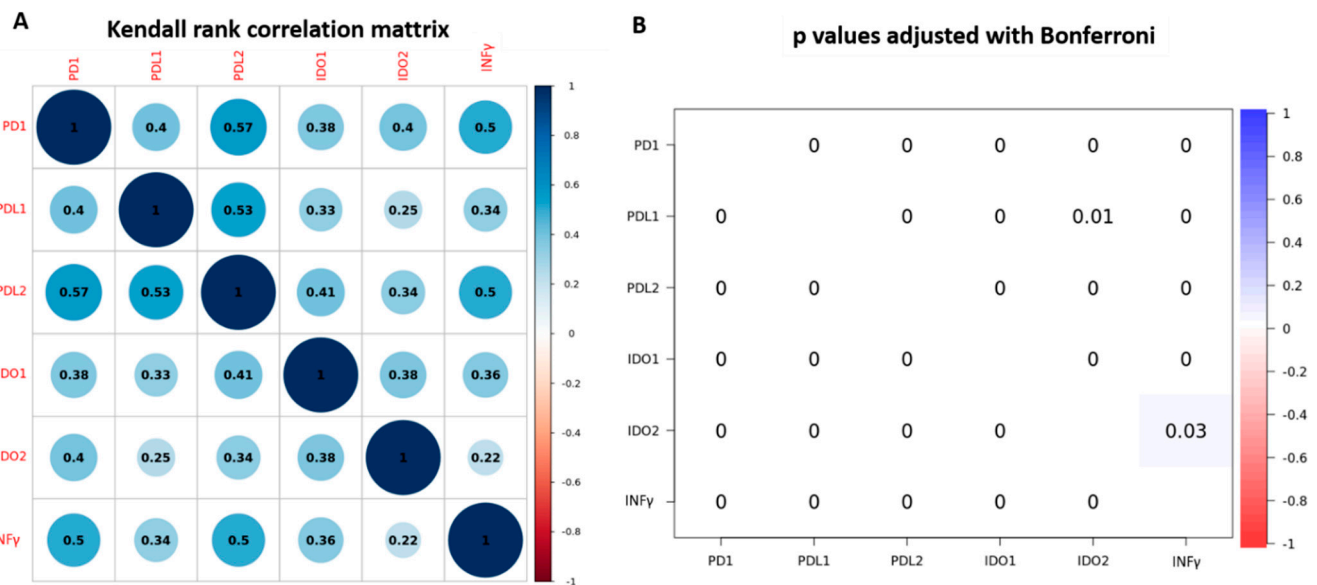 A
Kendall rank correlation mattrix
PD1 PDL1 PDL2 IDO1 IDO2 INFγ
PD1 1 0.4 0.57 0.38 0.4 0.5
PDL1 0.4 1 0.53 0.33 0.25 0.34
PDL2 0.57 0.53 1 0.41 0.34 0.5
DO1 0.38 0.33 0.41 1 0.38 0.36
DO2 0.4 0.25 0.34 0.38 1 0.22
NFγ 0.5 0.34 0.5 0.36 0.22 1
1
0.8
0.6
0.4
0.2
0
-0.2
-0.4
-0.6
-0.8
-1
B
p values adjusted with Bonferroni
PD1 0 0 0 0 0
PDL1 0 0 0 0.01 0
PDL2 0 0 0 0 0
IDO1 0 0 0 0 0
IDO2 0 0 0 0 0.03
INFγ 0 0 0 0 0
PD1 PDL1 PDL2 IDO1 IDO2 INFγ
1
0.8
0.6
0.4
0.2
0
-0.2
-0.4
-0.6
-0.8
-1